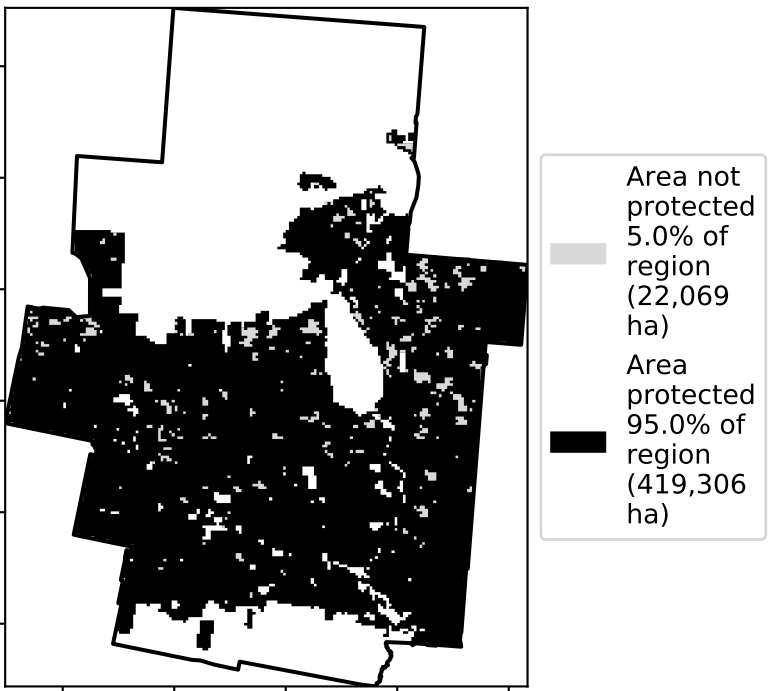 Area not
protected
5.0% of
region
(22,069
ha)
Area
protected
95.0% of
region
(419,306
ha)